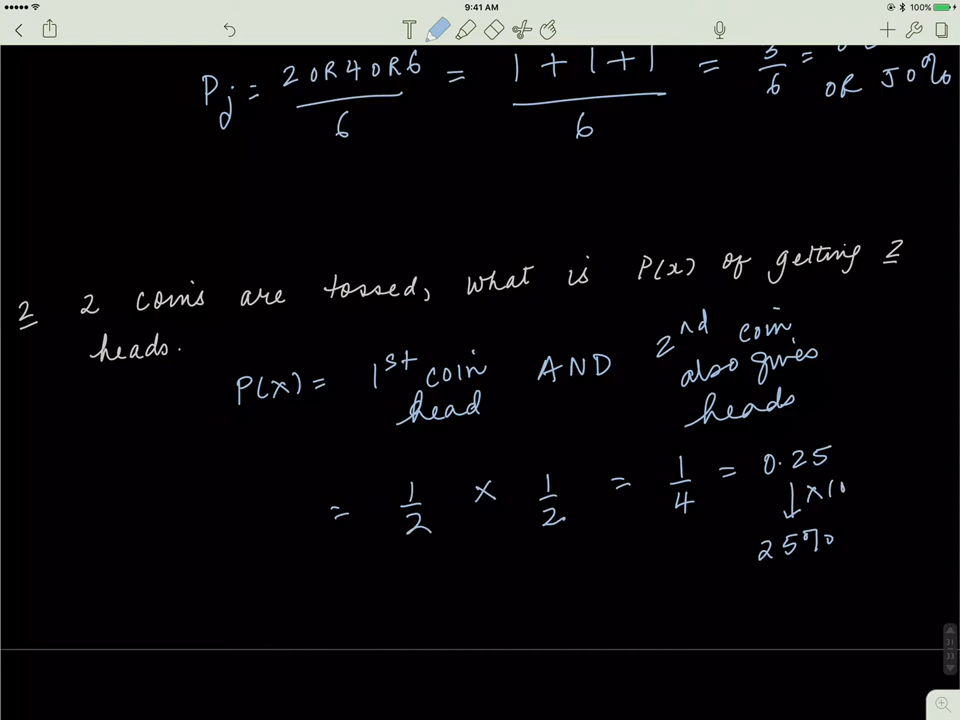 9:41 AM
100%
T
Pj = 2 OR 4 OR 6 / 6 = 1 + 1 + 1 / 6 = 3/6 =
OR 50%
2 2 coins are tossed, what is P(x) of getting 2
heads.
P(x) = 1st coin head AND 2nd coin also gives heads
= 1/2 × 1/2 = 1/4 = 0.25
↓ ×10
25%